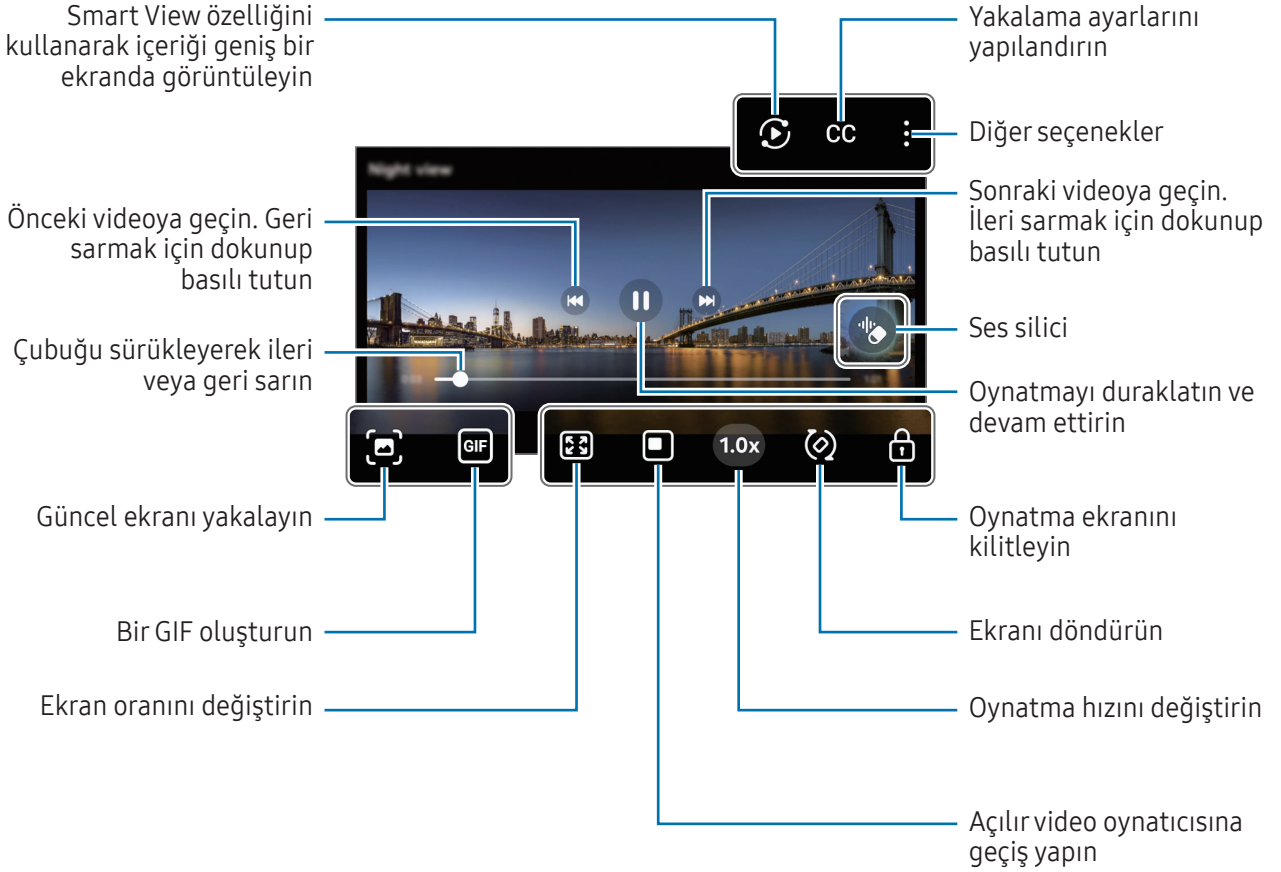 Smart View özelliğini
kullanarak içeriği geniş bir
ekranda görüntüleyin
Yakalama ayarlarını
yapılandırın
CC
Diğer seçenekler
Night view
Önceki videoya geçin. Geri
sarmak için dokunup
basılı tutun
Sonraki videoya geçin.
İleri sarmak için dokunup
basılı tutun
Ses silici
Çubuğu sürükleyerek ileri
veya geri sarın
Oynatmayı duraklatın ve
devam ettirin
GIF
1.0x
Güncel ekranı yakalayın
Oynatma ekranını
kilitleyin
Bir GIF oluşturun
Ekranı döndürün
Ekran oranını değiştirin
Oynatma hızını değiştirin
Açılır video oynatıcısına
geçiş yapın